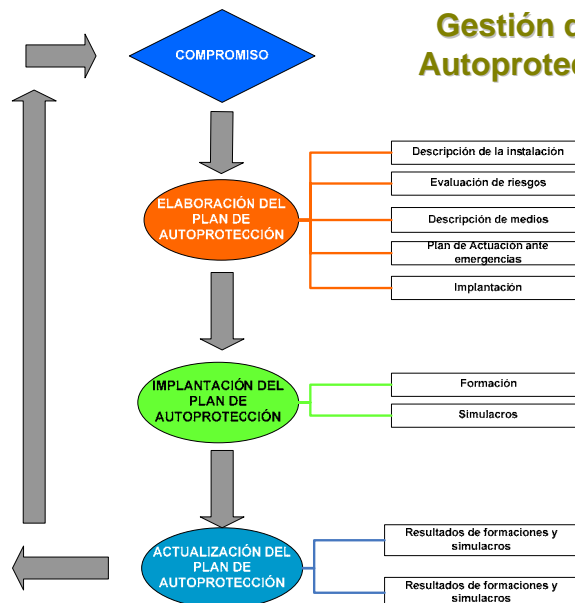 Gestión d
Autoprotec
COMPROMISO
ELABORACIÓN DEL
PLAN DE
AUTOPROTECCIÓN
Descripción de la instalación
Evaluación de riesgos
Descripción de medios
Plan de Actuación ante
emergencias
Implantación
IMPLANTACIÓN DEL
PLAN DE
AUTOPROTECCIÓN
Formación
Simulacros
ACTUALIZACIÓN DEL
PLAN DE
AUTOPROTECCIÓN
Resultados de formaciones y
simulacros
Resultados de formaciones y
simulacros